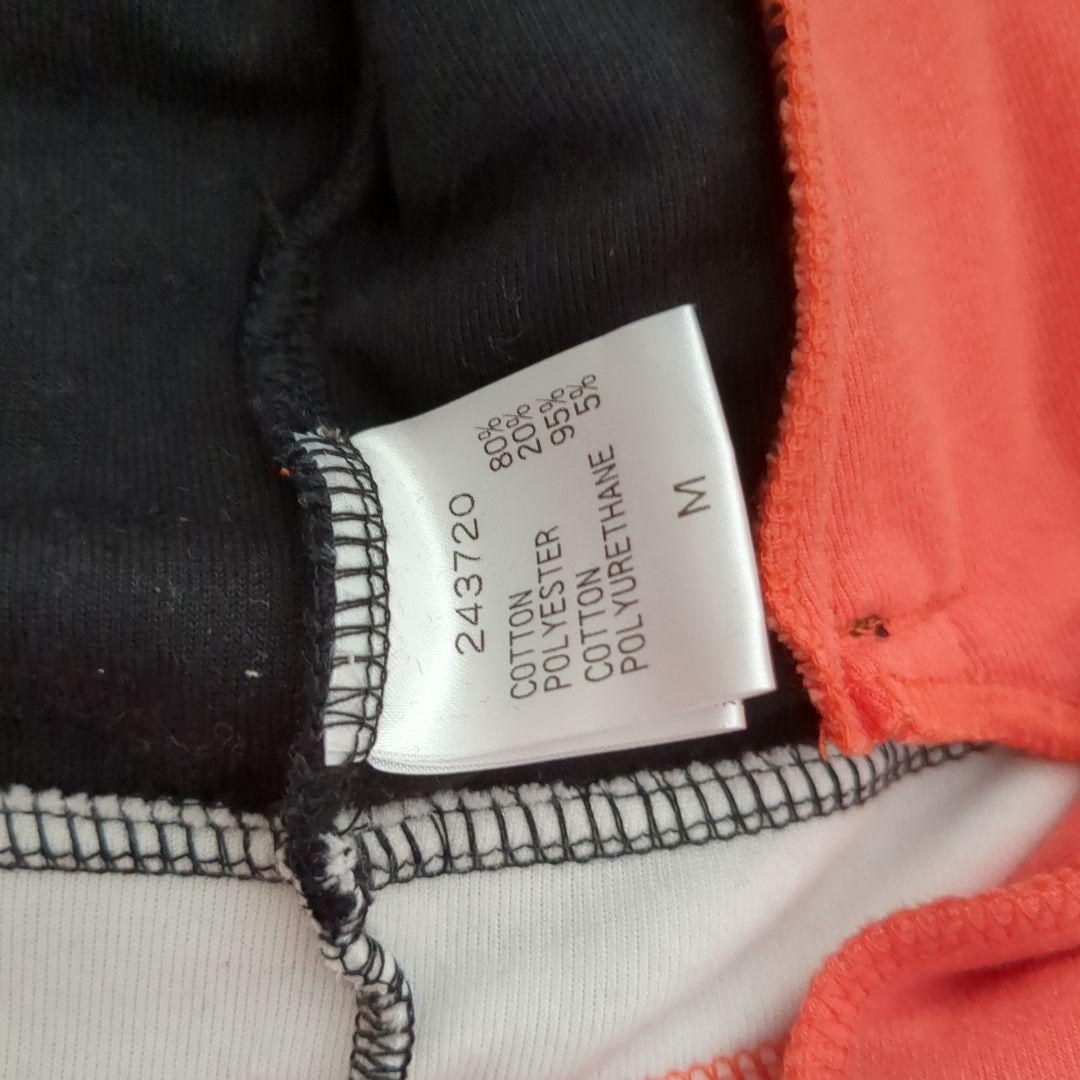 243720
COTTON 80%
POLYESTER 20%
COTTON 95%
POLYURETHANE 5%
M